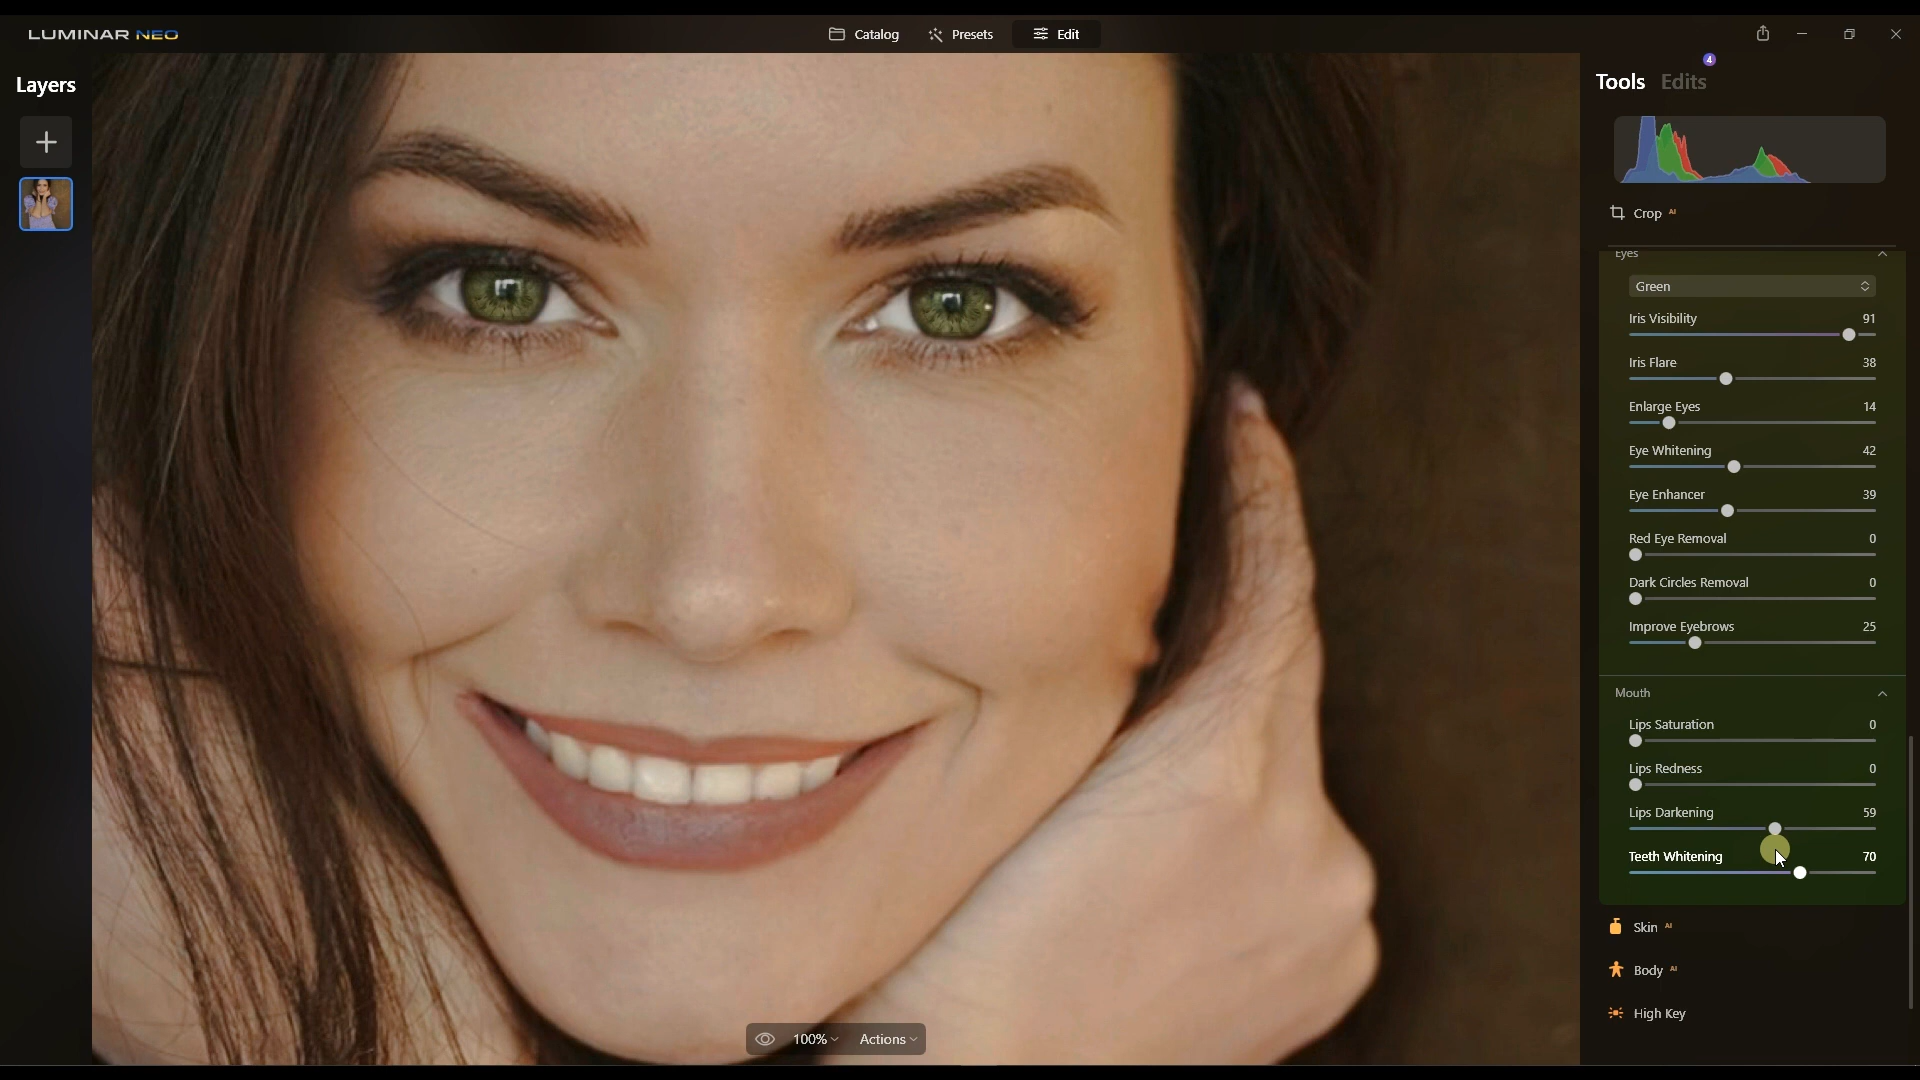 LUMINAR NEO
Catalog
Presets
Edit
Layers
4
Tools Edits
Crop AI
Eyes
Green
Iris Visibility 91
Iris Flare 38
Enlarge Eyes 14
Eye Whitening 42
Eye Enhancer 39
Red Eye Removal 0
Dark Circles Removal 0
Improve Eyebrows 25
Mouth
Lips Saturation 0
Lips Redness 0
Lips Darkening 59
Teeth Whitening 70
Skin AI
Body AI
High Key
100% Actions